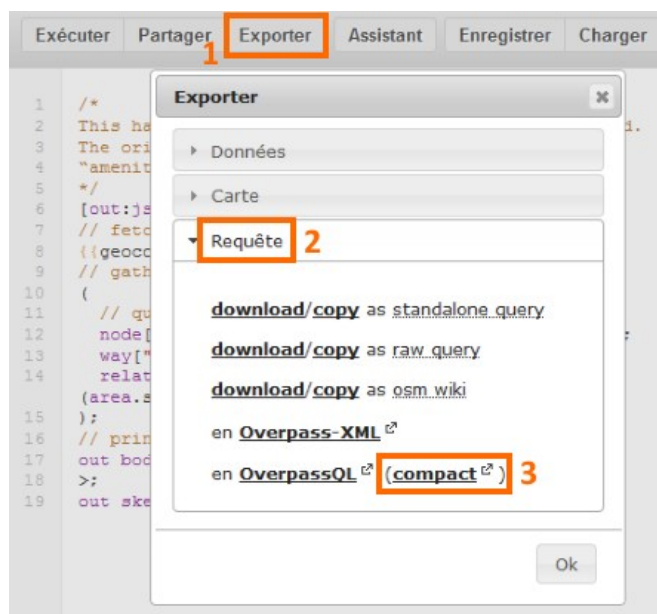 Exécuter Partager Exporter Assistant Enregistrer Charger
1
Exporter
1 /*
2 This ha d.
3 The ori
4 "amenit
5 */
6 [out:js
7 // fetc
8 {{geoco
9 // gath
10 (
11 // qu
12 node[ ;
13 way["
14 relat
(area.s
15 );
16 // prin
17 out bod
18 >;
19 out ske
Données
Carte
Requête 2
download/copy as standalone query
download/copy as raw query
download/copy as osm wiki
en Overpass-XML
en OverpassQL (compact) 3
Ok